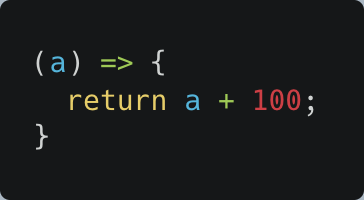 (a) => {
  return a + 100;
}